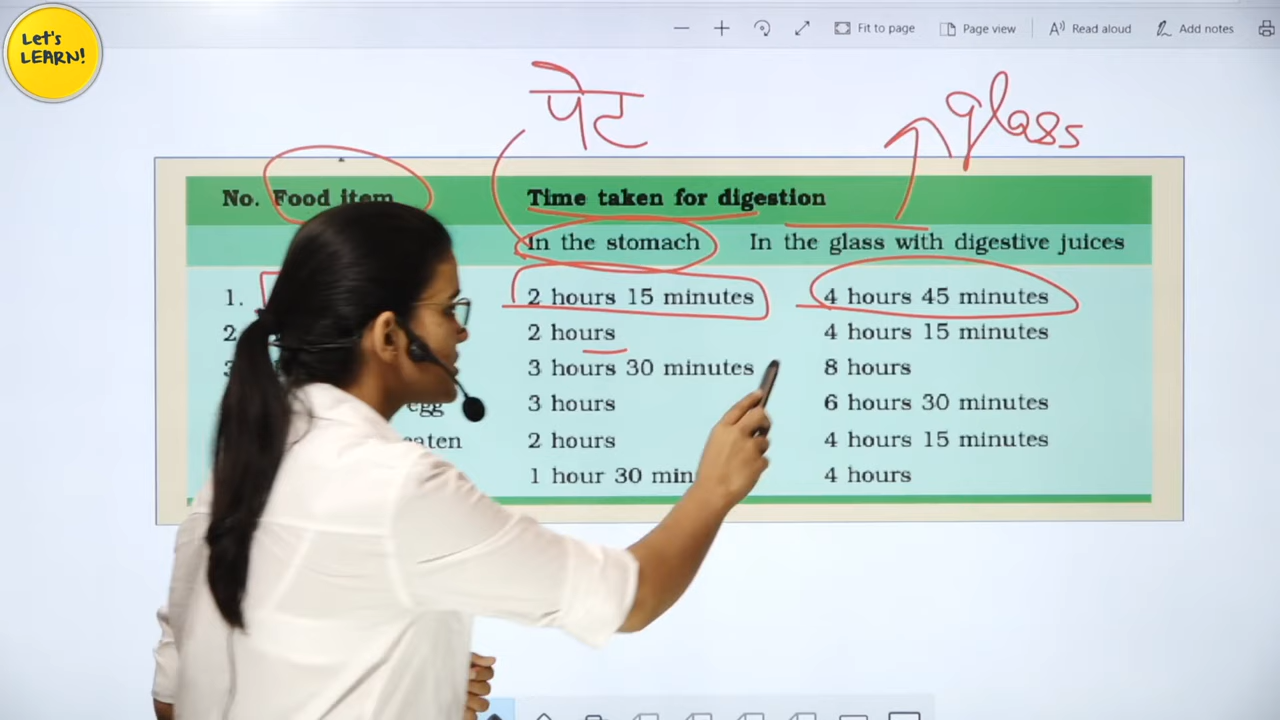 Let's
LEARN!
Fit to page
Page view
Read aloud
Add notes
पेट
glass
No. Food item Time taken for digestion
In the stomach In the glass with digestive juices
1. 2 hours 15 minutes 4 hours 45 minutes
2. 2 hours 4 hours 15 minutes
3 hours 30 minutes 8 hours
egg 3 hours 6 hours 30 minutes
eaten 2 hours 4 hours 15 minutes
1 hour 30 min 4 hours